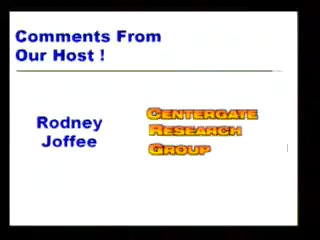 Comments From
Our Host !
Rodney
Joffee
CENTERGATE
RESEARCH
GROUP